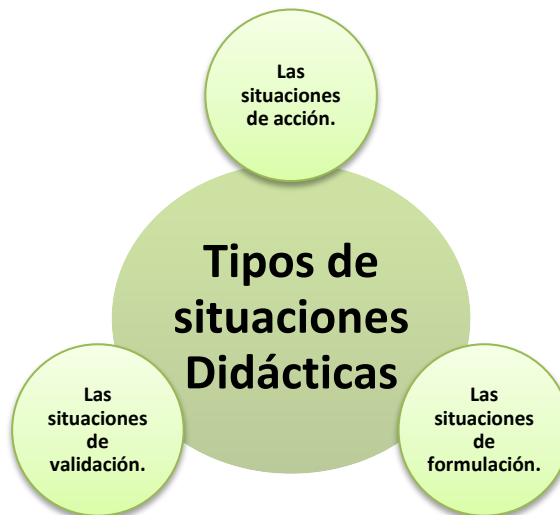 Las
situaciones
de acción.
Tipos de
situaciones
Didácticas
Las
situaciones
de
validación.
Las
situaciones
de
formulación.